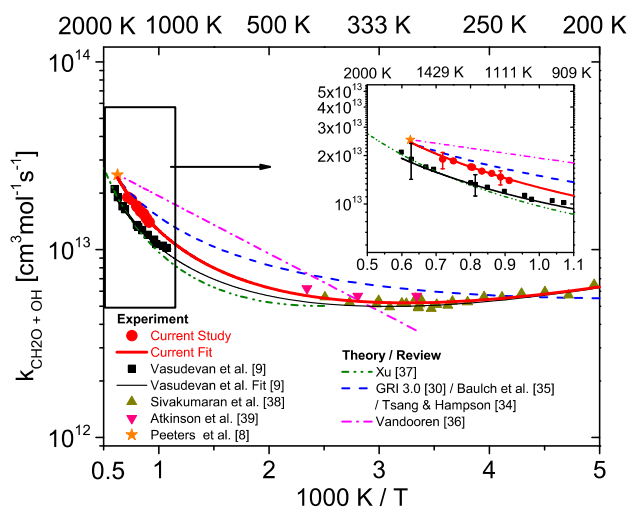 2000 K 1000 K 500 K 333 K 250 K 200 K
10^14
10^13
10^12
k_CH2O + OH [cm^3mol^-1s^-1]
2000 K 1429 K 1111 K 909 K
5x10^13
3x10^13
2x10^13
10^13
0.5 0.6 0.7 0.8 0.9 1.0 1.1
Experiment
Current Study
Current Fit
Vasudevan et al. [9]
Vasudevan et al. Fit [9]
Sivakumaran et al. [38]
Atkinson et al. [39]
Peeters et al. [8]
Theory / Review
Xu [37]
GRI 3.0 [30] / Baulch et al. [35]
/ Tsang & Hampson [34]
Vandooren [36]
0.5 1 2 3 4 5
1000 K / T